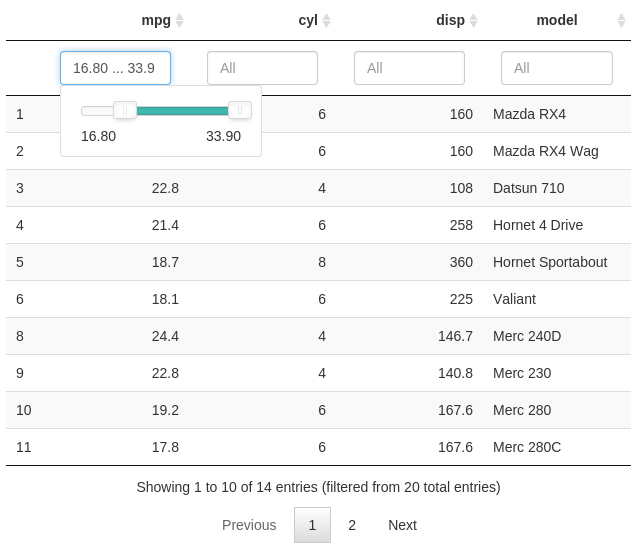 mpg cyl disp model
16.80 ... 33.9 All All All
16.80 33.90
1 6 160 Mazda RX4
2 6 160 Mazda RX4 Wag
3 22.8 4 108 Datsun 710
4 21.4 6 258 Hornet 4 Drive
5 18.7 8 360 Hornet Sportabout
6 18.1 6 225 Valiant
8 24.4 4 146.7 Merc 240D
9 22.8 4 140.8 Merc 230
10 19.2 6 167.6 Merc 280
11 17.8 6 167.6 Merc 280C
Showing 1 to 10 of 14 entries (filtered from 20 total entries)
Previous 1 2 Next